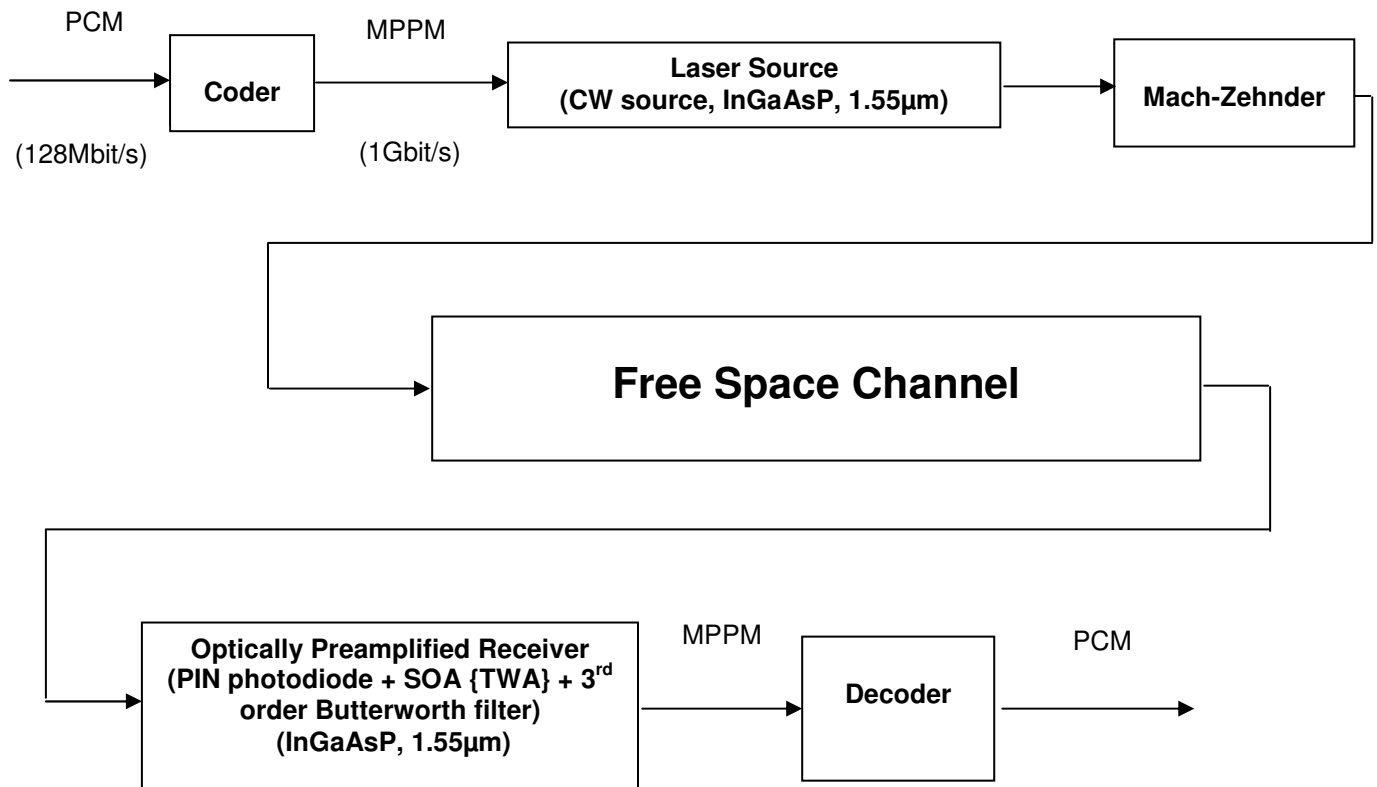 PCM
MPPM
Coder
Laser Source
(CW source, InGaAsP, 1.55µm)
Mach-Zehnder
(128Mbit/s)
(1Gbit/s)
Free Space Channel
Optically Preamplified Receiver
(PIN photodiode + SOA {TWA} + 3rd
order Butterworth filter)
(InGaAsP, 1.55µm)
MPPM
Decoder
PCM